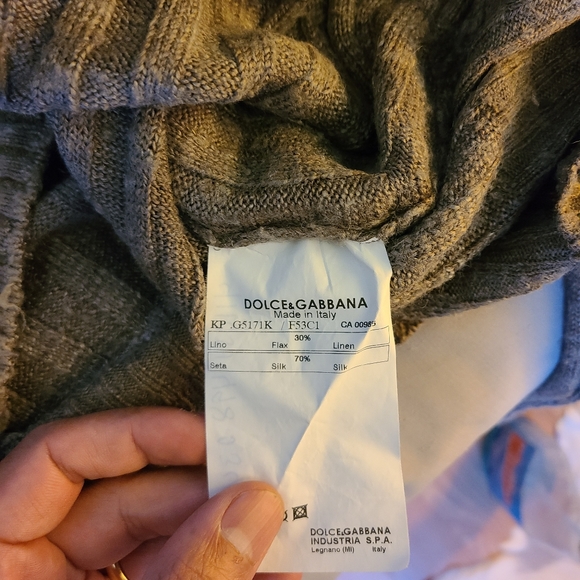 DOLCE&GABBANA
Made in Italy
KP .G5171K / F53C1 CA 00989
30%
Lino Flax Linen
70%
Seta Silk Silk
DOLCE&GABBANA
INDUSTRIA S.P.A.
Legnano (MI) Italy